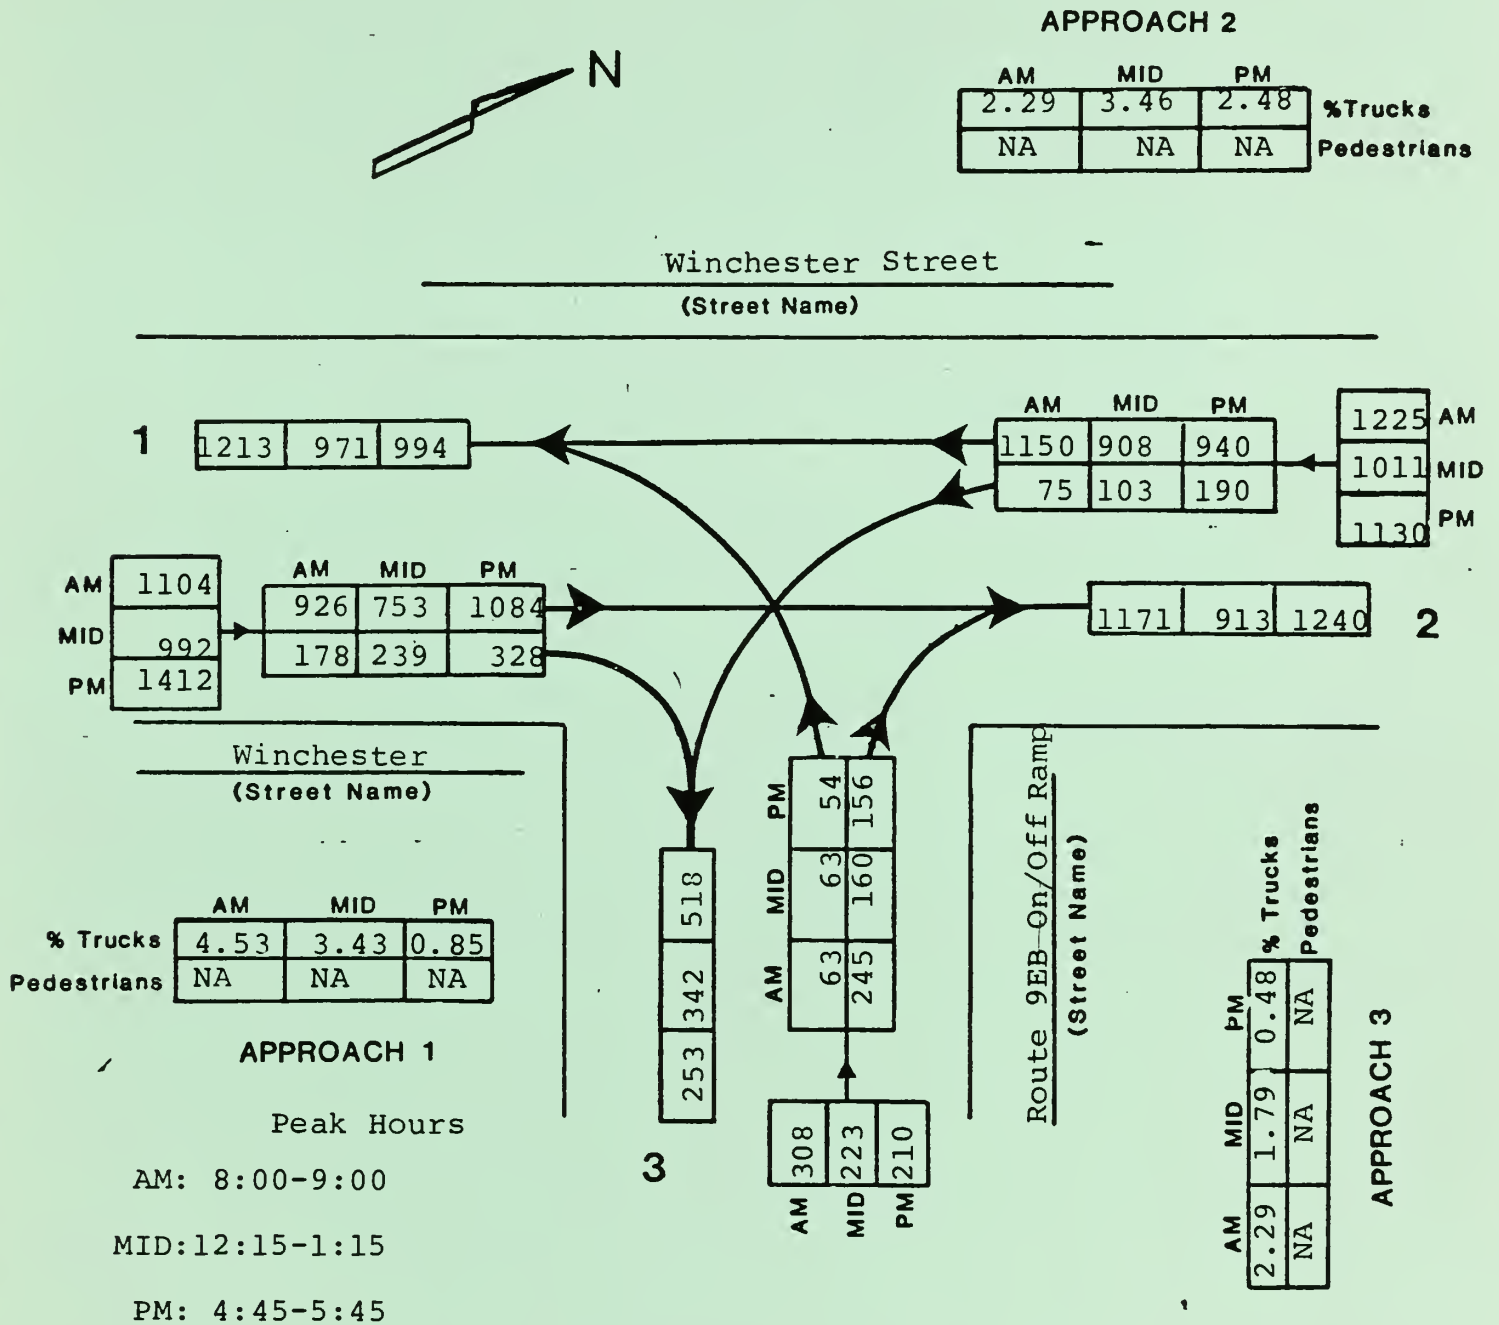 APPROACH 2
N
AM MID PM
2.29 3.46 2.48 %Trucks
NA NA NA Pedestrians
Winchester Street
(Street Name)
AM MID PM
1 1213 971 994
1150 908 940
75 103 190
1225 AM
1011 MID
1130 PM
AM 1104
MID 992
PM 1412
AM MID PM
926 753 1084
178 239 328
1171 913 1240 2
Winchester
(Street Name)
AM MID PM
% Trucks 4.53 3.43 0.85
Pedestrians NA NA NA
APPROACH 1
Peak Hours
AM: 8:00-9:00
MID:12:15-1:15
PM: 4:45-5:45
253 342 518
3
AM MID PM
63 63 54
245 160 156
308 223 210
AM MID PM
Route 9EB On/Off Ramp
(Street Name)
AM MID PM
2.29 1.79 0.48 % Trucks
NA NA NA Pedestrians
APPROACH 3